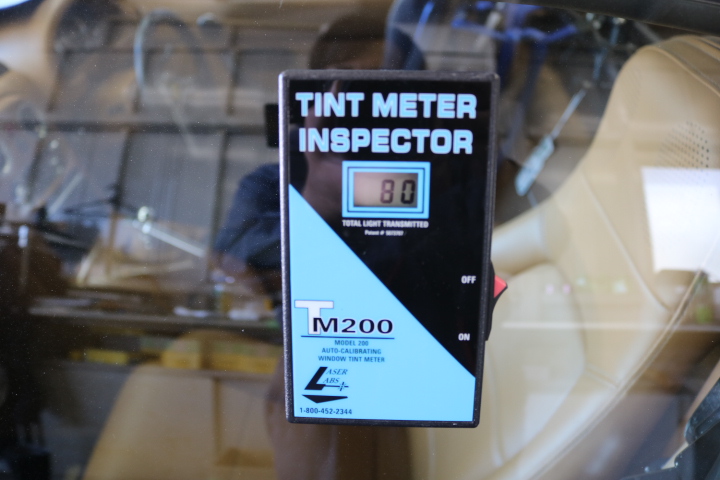 TINT METER
INSPECTOR
80
TOTAL LIGHT TRANSMITTED
OFF
TM200
ON
MODEL 200
AUTO-CALIBRATING
WINDOW TINT METER
LASER
LABS
1-800-452-2344